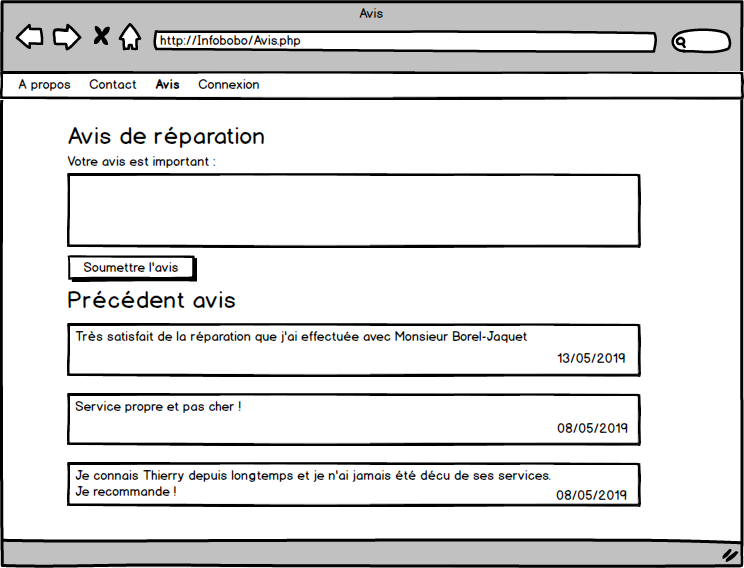 Avis
http://Infobobo/Avis.php
A propos Contact Avis Connexion
Avis de réparation
Votre avis est important :
Soumettre l'avis
Précédent avis
Très satisfait de la réparation que j'ai effectuée avec Monsieur Borel-Jaquet
13/05/2019
Service propre et pas cher !
08/05/2019
Je connais Thierry depuis longtemps et je n'ai jamais été décu de ses services.
Je recommande !
08/05/2019